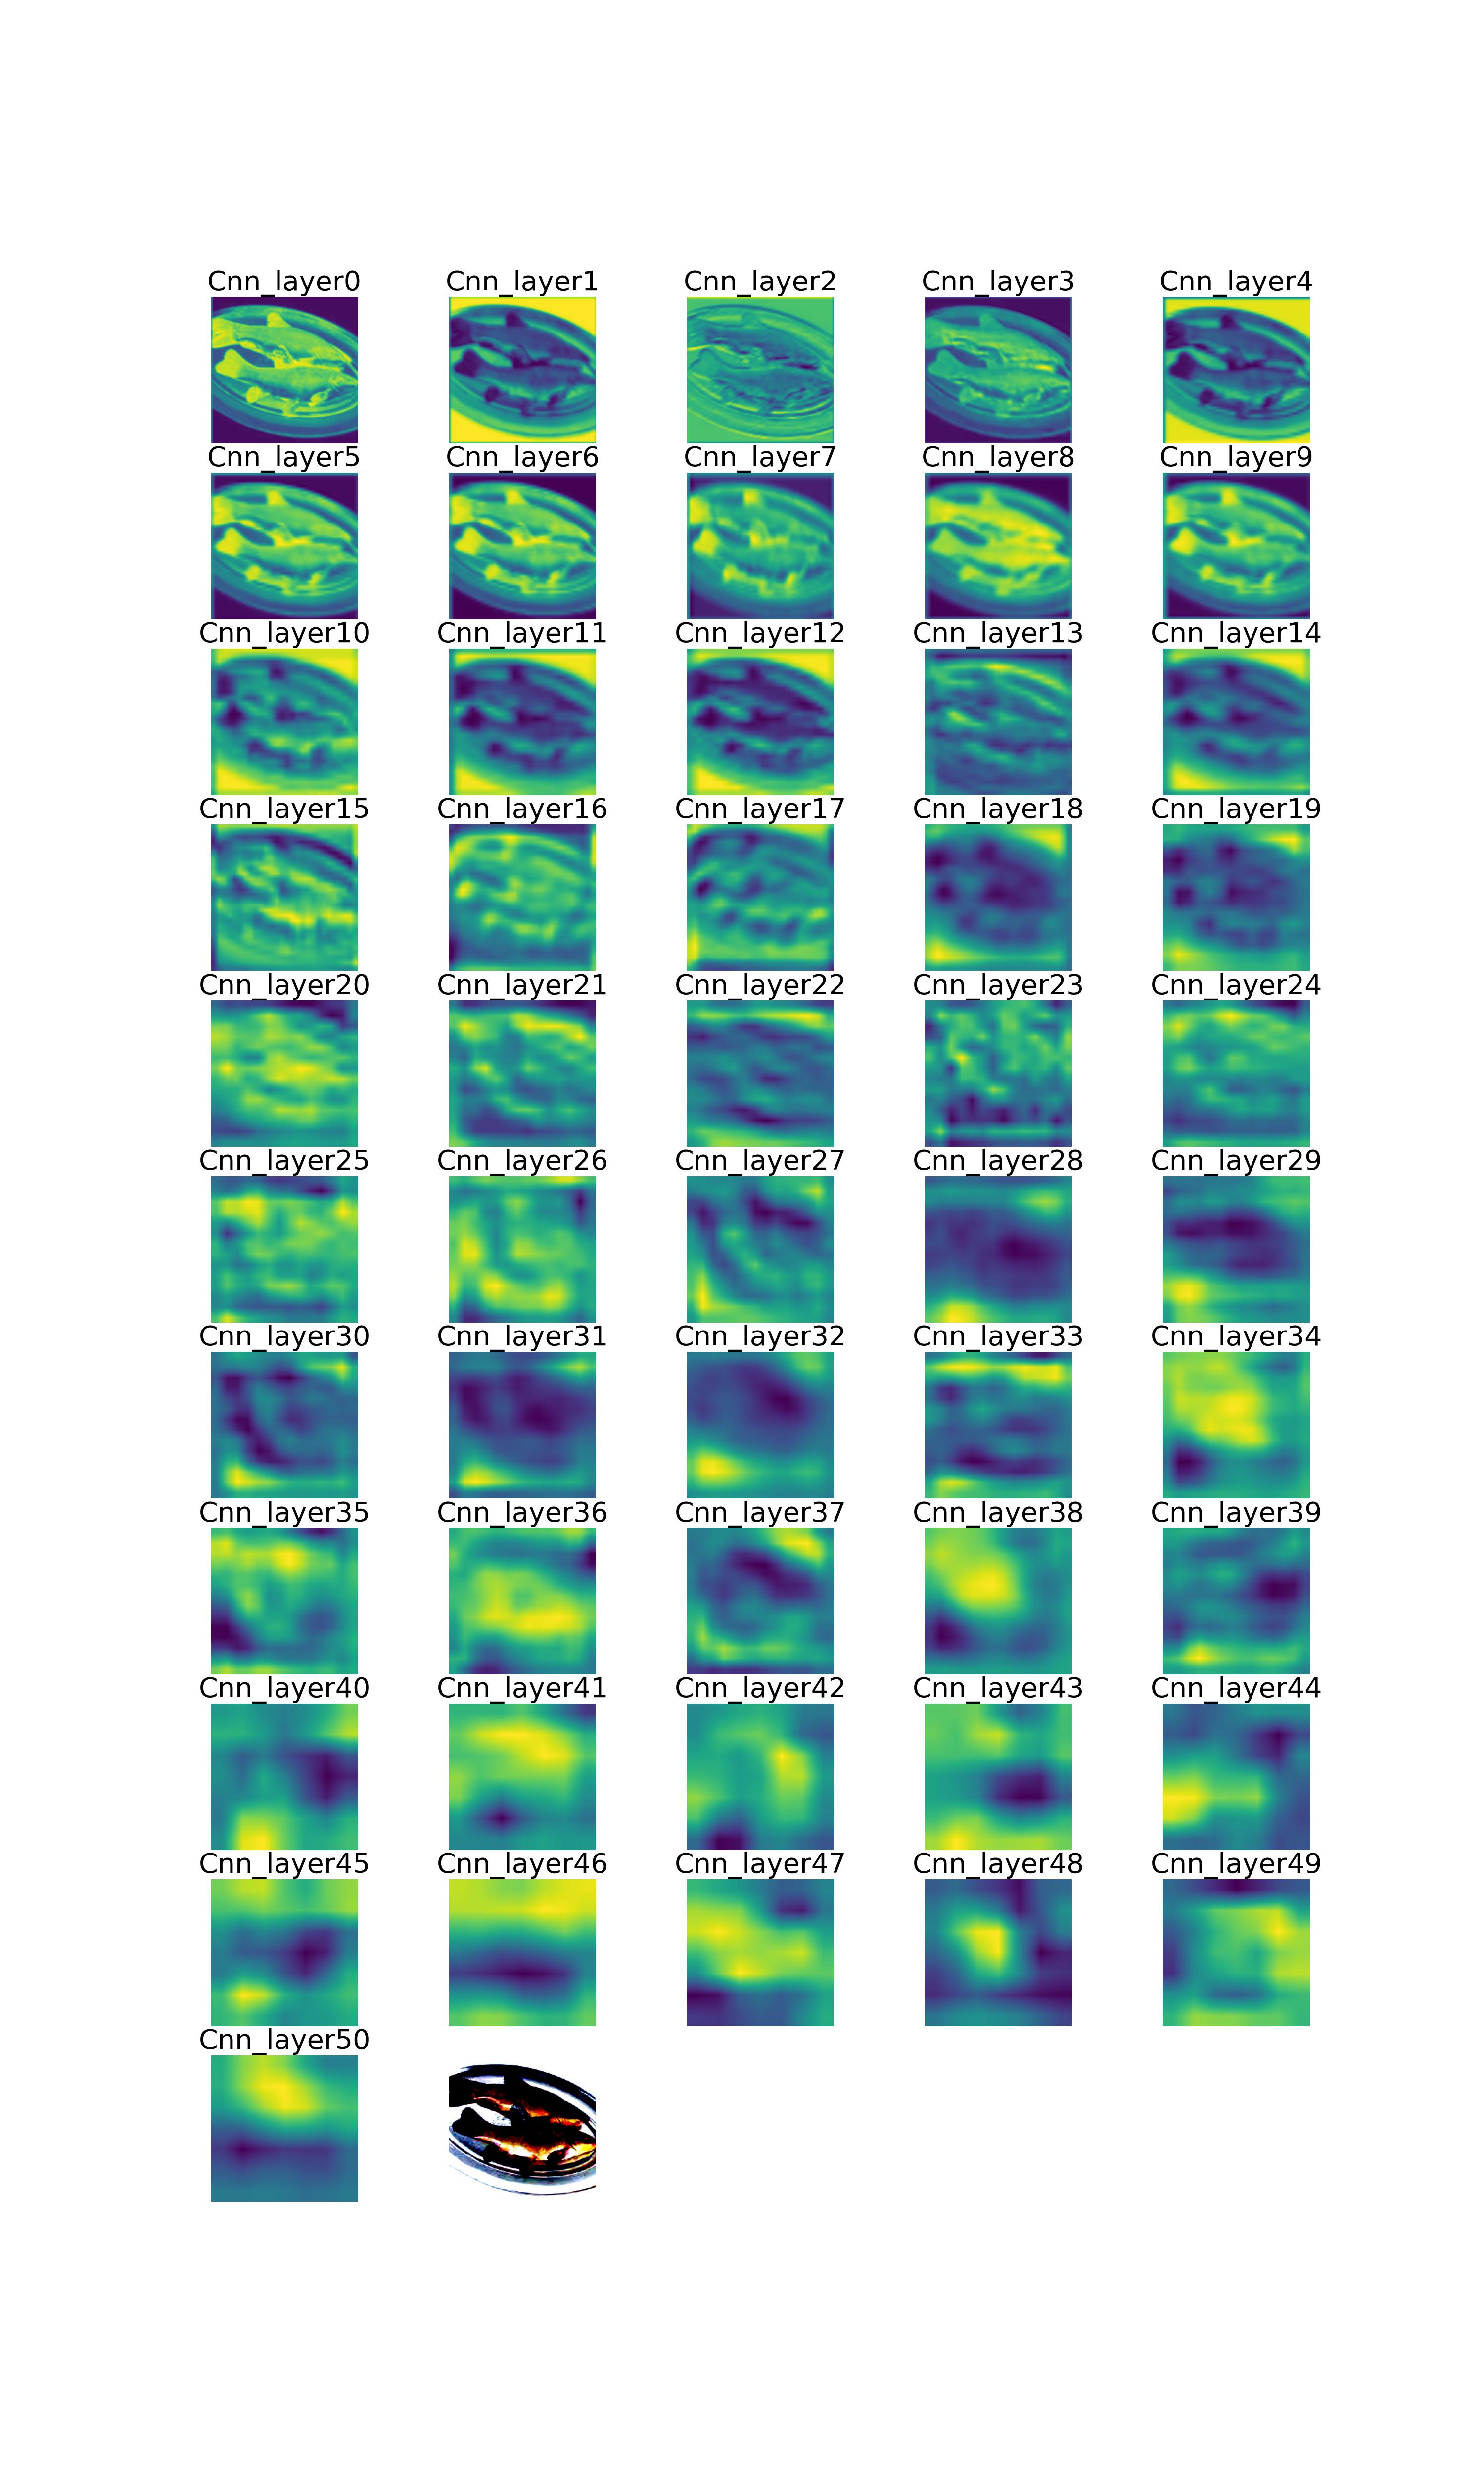 Cnn_layer0 Cnn_layer1 Cnn_layer2 Cnn_layer3 Cnn_layer4
Cnn_layer5 Cnn_layer6 Cnn_layer7 Cnn_layer8 Cnn_layer9
Cnn_layer10 Cnn_layer11 Cnn_layer12 Cnn_layer13 Cnn_layer14
Cnn_layer15 Cnn_layer16 Cnn_layer17 Cnn_layer18 Cnn_layer19
Cnn_layer20 Cnn_layer21 Cnn_layer22 Cnn_layer23 Cnn_layer24
Cnn_layer25 Cnn_layer26 Cnn_layer27 Cnn_layer28 Cnn_layer29
Cnn_layer30 Cnn_layer31 Cnn_layer32 Cnn_layer33 Cnn_layer34
Cnn_layer35 Cnn_layer36 Cnn_layer37 Cnn_layer38 Cnn_layer39
Cnn_layer40 Cnn_layer41 Cnn_layer42 Cnn_layer43 Cnn_layer44
Cnn_layer45 Cnn_layer46 Cnn_layer47 Cnn_layer48 Cnn_layer49
Cnn_layer50